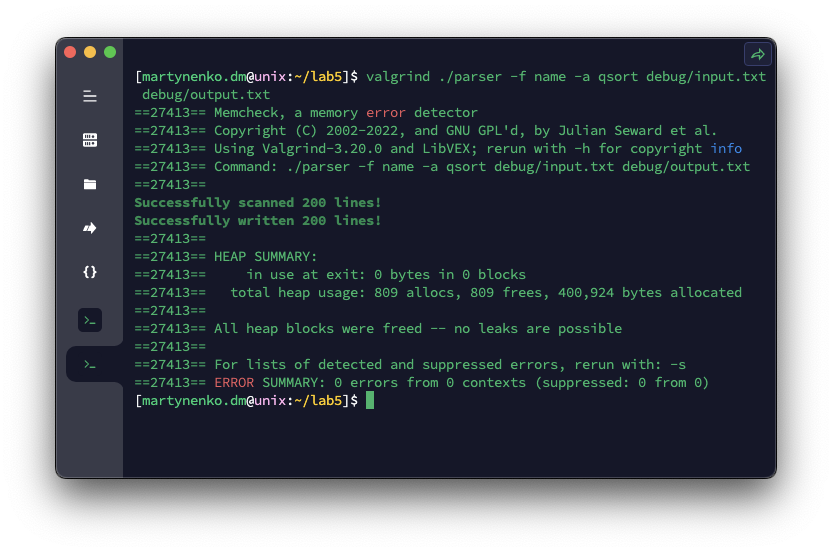 [martynenko.dm@unix:~/lab5]$ valgrind ./parser -f name -a qsort debug/input.txt
 debug/output.txt
==27413== Memcheck, a memory error detector
==27413== Copyright (C) 2002-2022, and GNU GPL'd, by Julian Seward et al.
==27413== Using Valgrind-3.20.0 and LibVEX; rerun with -h for copyright info
==27413== Command: ./parser -f name -a qsort debug/input.txt debug/output.txt
==27413==
Successfully scanned 200 lines!
Successfully written 200 lines!
==27413==
==27413== HEAP SUMMARY:
==27413==     in use at exit: 0 bytes in 0 blocks
==27413==   total heap usage: 809 allocs, 809 frees, 400,924 bytes allocated
==27413==
==27413== All heap blocks were freed -- no leaks are possible
==27413==
==27413== For lists of detected and suppressed errors, rerun with: -s
==27413== ERROR SUMMARY: 0 errors from 0 contexts (suppressed: 0 from 0)
[martynenko.dm@unix:~/lab5]$